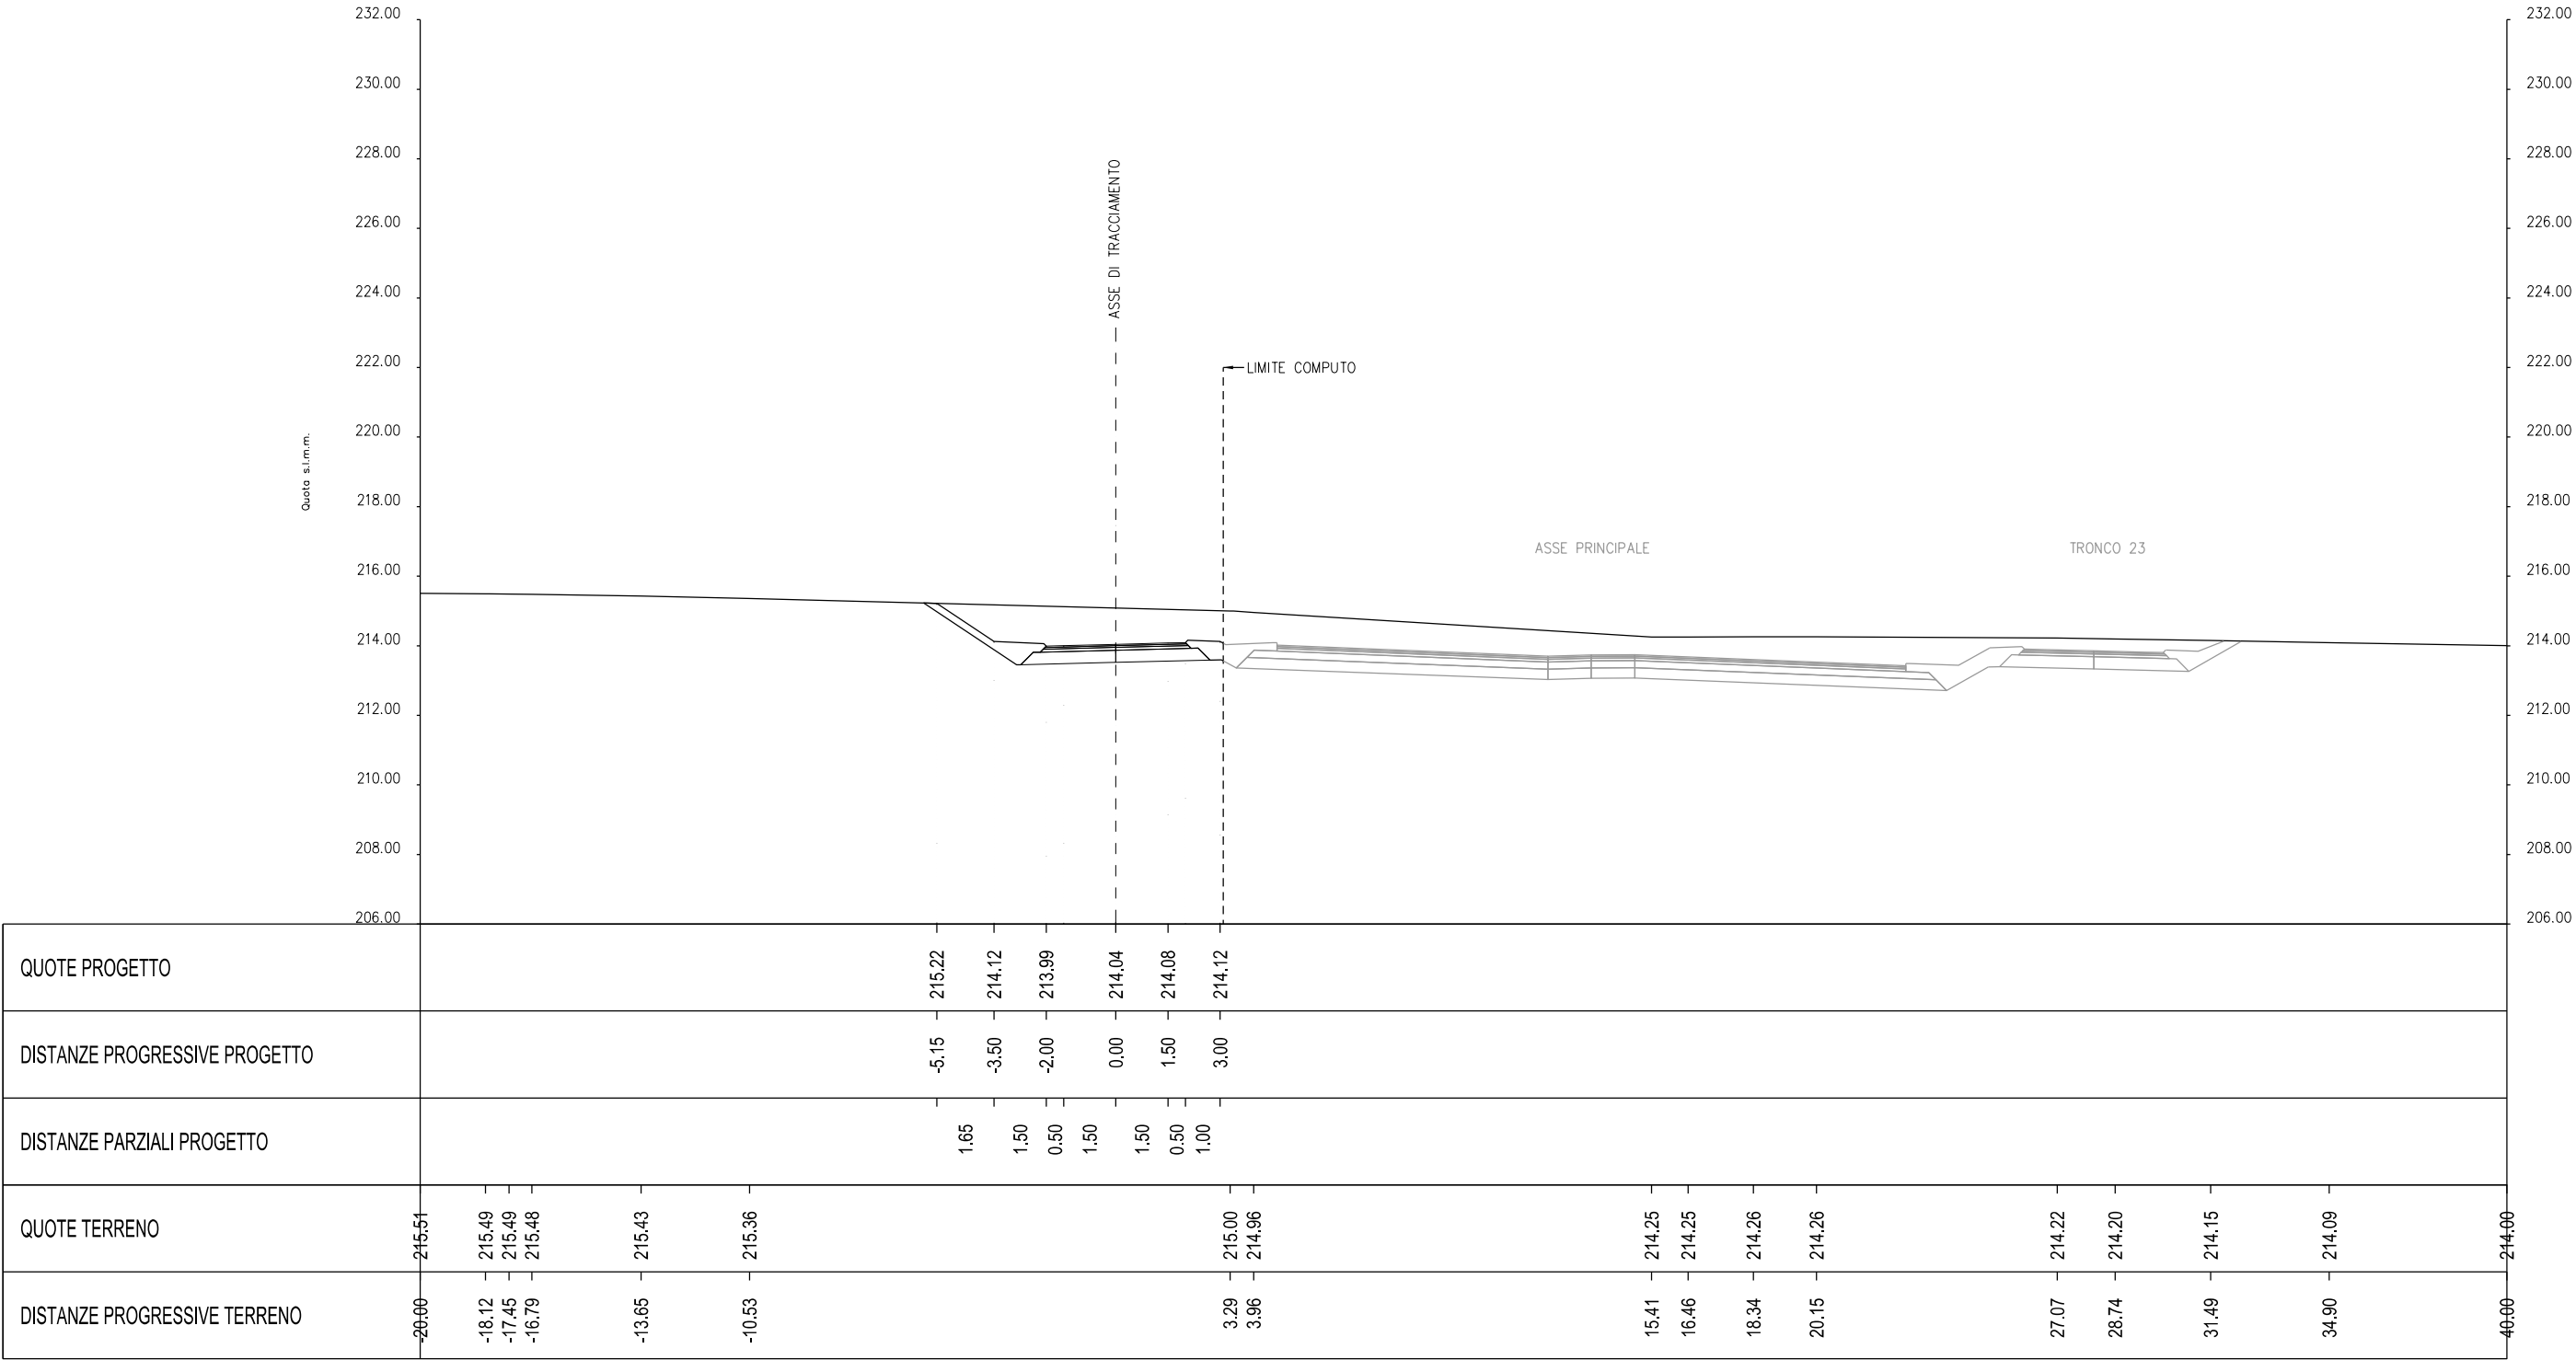 232.00 232.00
230.00 230.00
228.00 228.00
226.00 226.00
224.00 224.00
222.00 222.00
220.00 220.00
218.00 218.00
216.00 216.00
214.00 214.00
212.00 212.00
210.00 210.00
208.00 208.00
206.00 206.00
Quota s.l.m.m.
ASSE DI TRACCIAMENTO
LIMITE COMPUTO
ASSE PRINCIPALE
TRONCO 23
QUOTE PROGETTO 215.22 214.12 213.99 214.04 214.08 214.12
DISTANZE PROGRESSIVE PROGETTO -5.15 -3.50 -2.00 0.00 1.50 3.00
DISTANZE PARZIALI PROGETTO 1.65 1.50 0.50 1.50 1.50 0.50 1.00
QUOTE TERRENO 215.51 215.49 215.49 215.48 215.43 215.36 215.00 214.96 214.25 214.25 214.26 214.26 214.22 214.20 214.15 214.09 214.00
DISTANZE PROGRESSIVE TERRENO -20.00 -18.12 -17.45 -16.79 -13.65 -10.53 3.29 3.96 15.41 16.46 18.34 20.15 27.07 28.74 31.49 34.90 40.00